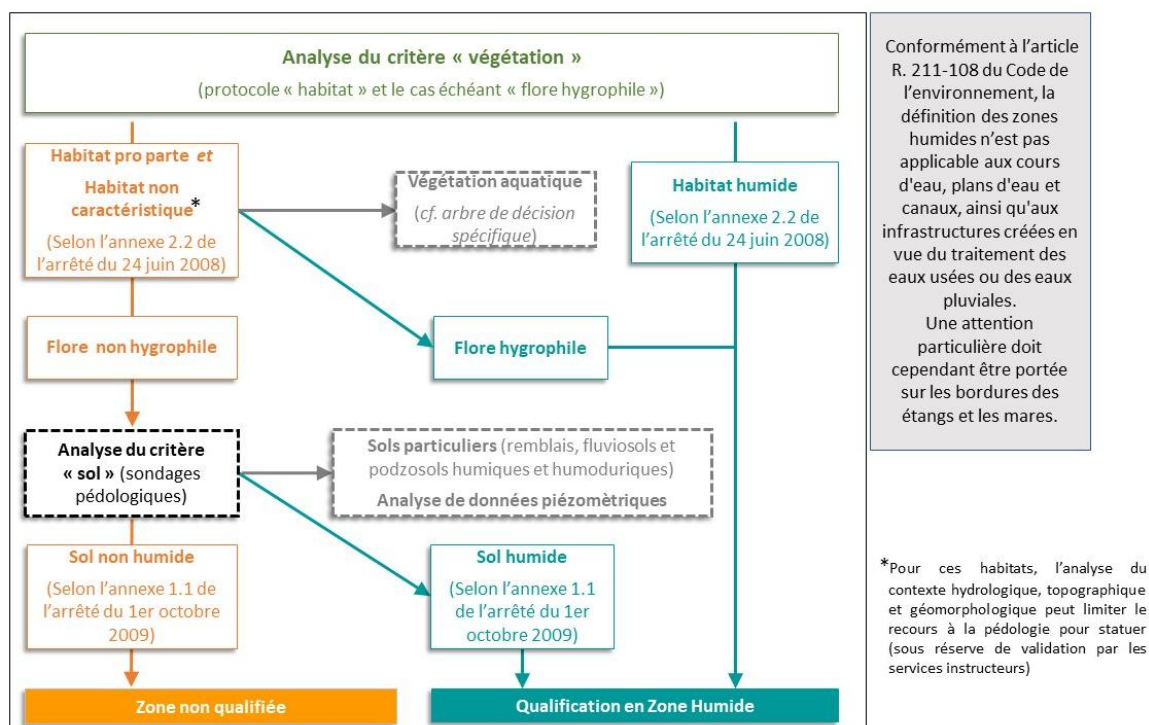 Analyse du critère « végétation »
(protocole « habitat » et le cas échéant « flore hygrophile »)
Habitat pro parte et
Habitat non
caractéristique*
(Selon l’annexe 2.2 de
l’arrêté du 24 juin 2008)
Végétation aquatique
(cf. arbre de décision
spécifique)
Habitat humide
(Selon l’annexe 2.2 de
l’arrêté du 24 juin 2008)
Flore non hygrophile
Flore hygrophile
Analyse du critère
« sol » (sondages
pédologiques)
Sols particuliers (remblais, fluviosols et
podzosols humiques et humoduriques)
Analyse de données piézomètriques
Sol non humide
(Selon l’annexe 1.1 de
l’arrêté du 1er octobre
2009)
Sol humide
(Selon l’annexe 1.1
de l’arrêté du 1er
octobre 2009)
Zone non qualifiée
Qualification en Zone Humide
Conformément à l’article
R. 211-108 du Code de
l’environnement, la
définition des zones
humides n’est pas
applicable aux cours
d'eau, plans d'eau et
canaux, ainsi qu'aux
infrastructures créées en
vue du traitement des
eaux usées ou des eaux
pluviales.
Une attention
particulière doit
cependant être portée
sur les bordures des
étangs et les mares.
*Pour ces habitats, l’analyse du
contexte hydrologique, topographique
et géomorphologique peut limiter le
recours à la pédologie pour statuer
(sous réserve de validation par les
services instructeurs)